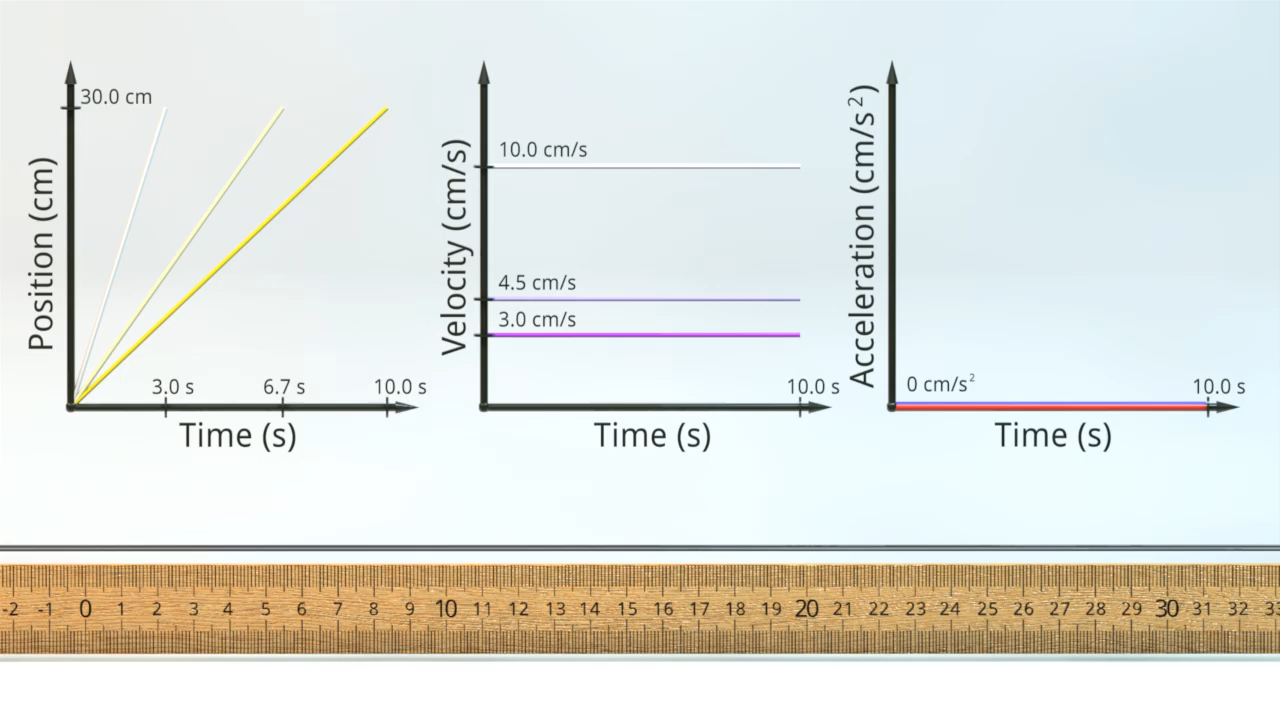 30.0 cm
Position (cm)
3.0 s
6.7 s
10.0 s
Time (s)
Velocity (cm/s)
10.0 cm/s
4.5 cm/s
3.0 cm/s
10.0 s
Time (s)
Acceleration (cm/s²)
0 cm/s²
10.0 s
Time (s)
-2 -1 0 1 2 3 4 5 6 7 8 9 10 11 12 13 14 15 16 17 18 19 20 21 22 23 24 25 26 27 28 29 30 31 32 33